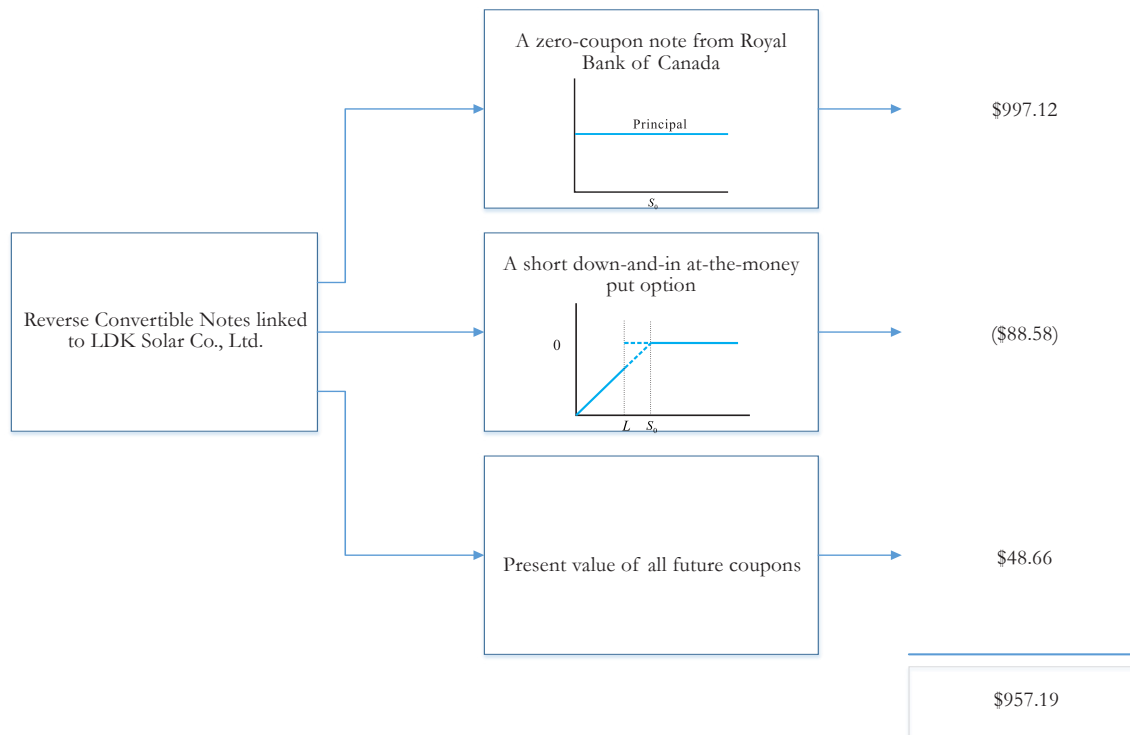 A zero-coupon note from Royal
Bank of Canada
Principal
S₀
$997.12
Reverse Convertible Notes linked
to LDK Solar Co., Ltd.
A short down-and-in at-the-money
put option
0
L S₀
($88.58)
Present value of all future coupons
$48.66
$957.19